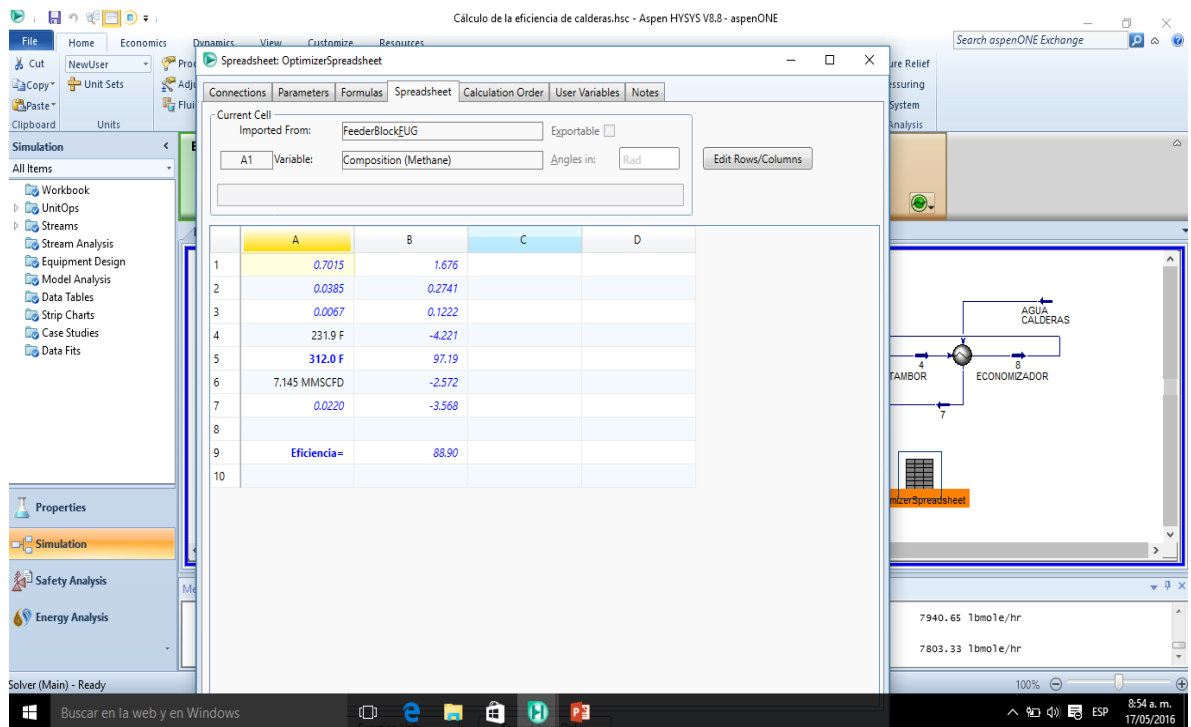 Cálculo de la eficiencia de calderas.hsc - Aspen HYSYS V8.8 - aspenONE
File Home Economics Dynamics View Customize Resources
Search aspenONE Exchange
Cut NewUser
Copy Unit Sets
Paste
Clipboard Units
ure Relief
essuring
System
Analysis
Simulation
All Items
Workbook
UnitOps
Streams
Stream Analysis
Equipment Design
Model Analysis
Data Tables
Strip Charts
Case Studies
Data Fits
Properties
Simulation
Safety Analysis
Energy Analysis
Spreadsheet: OptimizerSpreadsheet
Connections Parameters Formulas Spreadsheet Calculation Order User Variables Notes
Current Cell
Imported From: FeederBlock_FUG Exportable
A1 Variable: Composition (Methane) Angles in: Rad
Edit Rows/Columns
A B C D
1 0.7015 1.676
2 0.0385 0.2741
3 0.0067 0.1222
4 231.9 F -4.221
5 312.0 F 97.19
6 7.145 MMSCFD -2.572
7 0.0220 -3.568
8
9 Eficiencia= 88.90
10
AGUA
CALDERAS
4 8
TAMBOR ECONOMIZADOR
7
mizerSpreadsheet
7940.65 lbmole/hr
7803.33 lbmole/hr
Solver (Main) - Ready
100%
Buscar en la web y en Windows
ESP
8:54 a. m.
17/05/2016